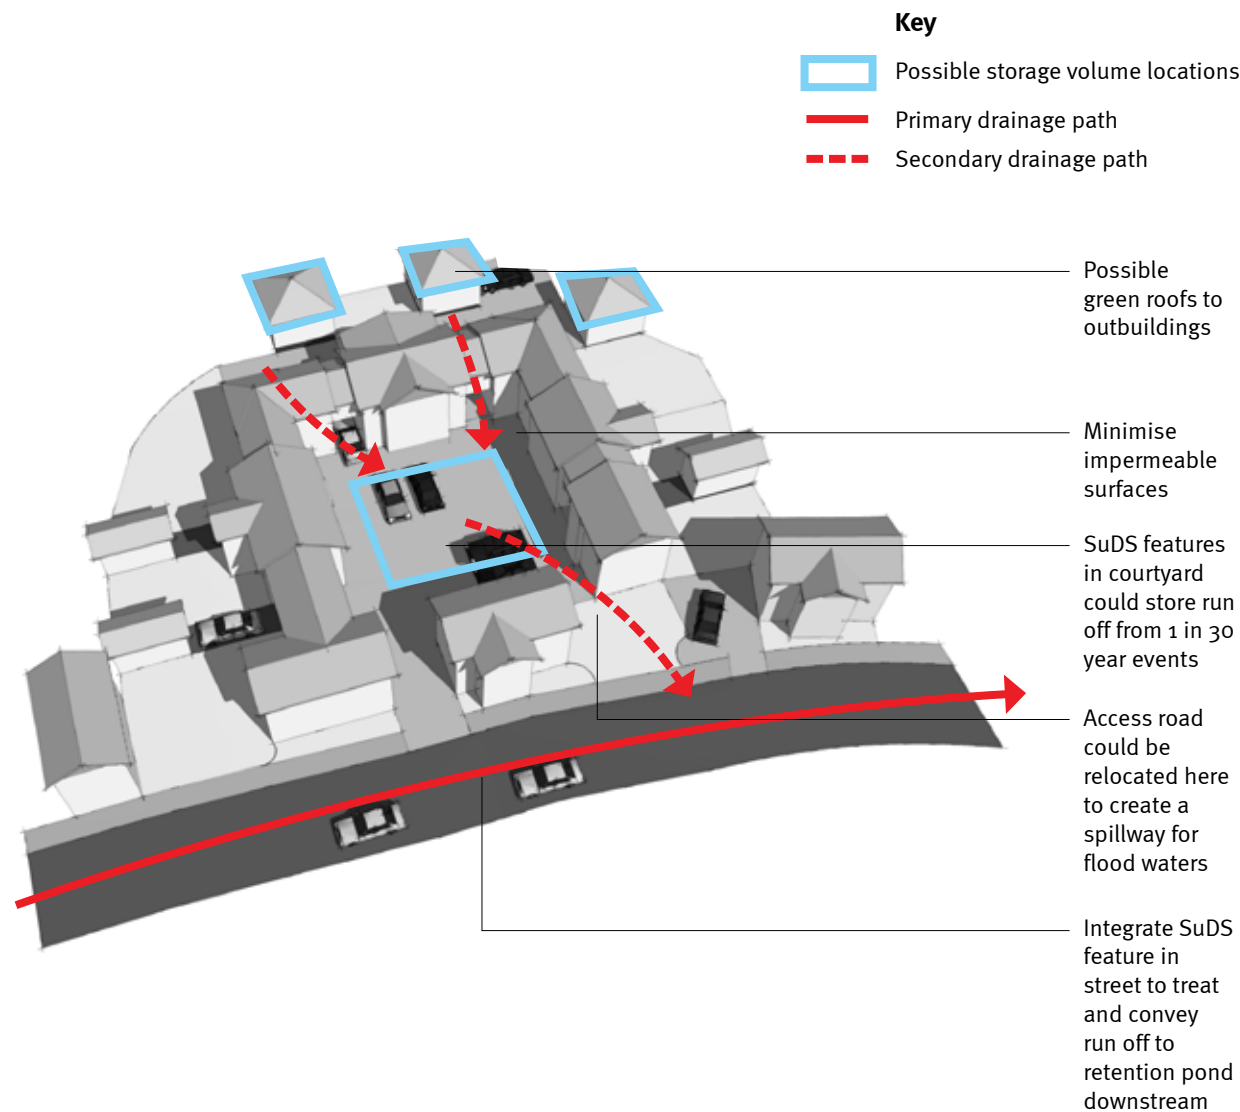 Key
Possible storage volume locations
Primary drainage path
Secondary drainage path
Possible
green roofs to
outbuildings
Minimise
impermeable
surfaces
SuDS features
in courtyard
could store run
off from 1 in 30
year events
Access road
could be
relocated here
to create a
spillway for
flood waters
Integrate SuDS
feature in
street to treat
and convey
run off to
retention pond
downstream